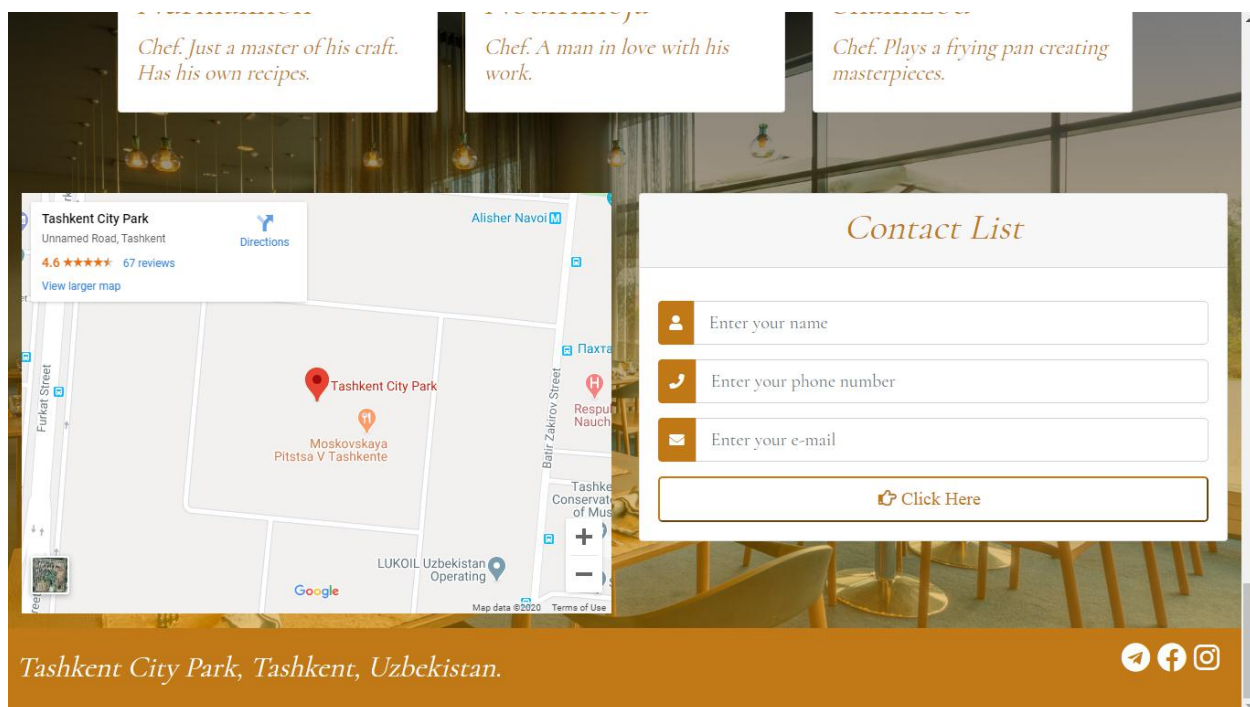 Chef. Just a master of his craft.
Has his own recipes.
Chef. A man in love with his
work.
Chef. Plays a frying pan creating
masterpieces.
Tashkent City Park
Unnamed Road, Tashkent
Directions
4.6
67 reviews
View larger map
Alisher Navoi M
Пахта
Furkat Street
Tashkent City Park
Batir Zakirov Street
H
Respu
Nauch
Moskovskaya
Pitstsa V Tashkente
Tashke
Conservat
of Mus
LUKOIL Uzbekistan
Operating
+
−
Google
Map data ©2020
Terms of Use
Contact List
Enter your name
Enter your phone number
Enter your e-mail
Click Here
Tashkent City Park, Tashkent, Uzbekistan.